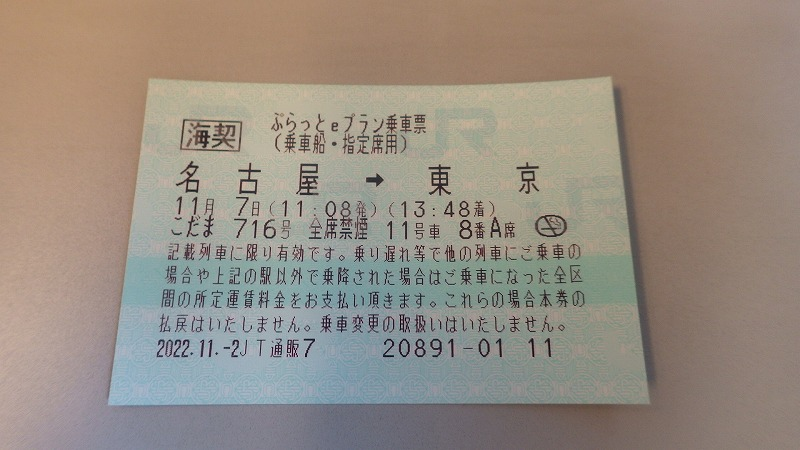 海契
ぷらっとeプラン乗車票
(乗車船・指定席用)
名古屋 → 東京
11月 7日(11:08発)(13:48着)
こだま 716号 全席禁煙 11号車 8番A席
記載列車に限り有効です。乗り遅れ等で他の列車にご乗車の
場合や上記の駅以外で乗降された場合はご乗車になった全区
間の所定運賃料金をお支払い頂きます。これらの場合本券の
払戻はいたしません。乗車変更の取扱いはいたしません。
2022.11.-2JT通販7 20891-01 11